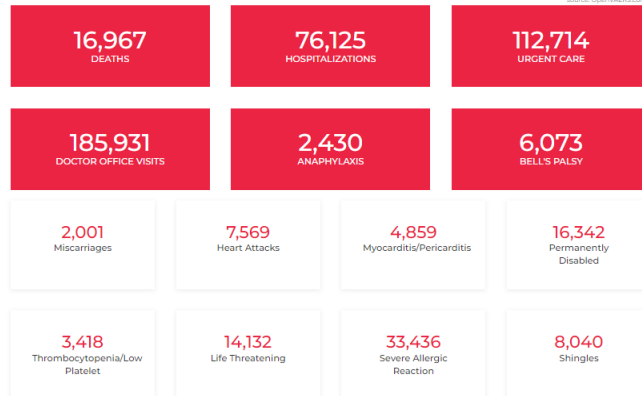 16,967
DEATHS
76,125
HOSPITALIZATIONS
112,714
URGENT CARE
185,931
DOCTOR OFFICE VISITS
2,430
ANAPHYLAXIS
6,073
BELL'S PALSY
2,001
Miscarriages
7,569
Heart Attacks
4,859
Myocarditis/Pericarditis
16,342
Permanently
Disabled
3,418
Thrombocytopenia/Low
Platelet
14,132
Life Threatening
33,436
Severe Allergic
Reaction
8,040
Shingles